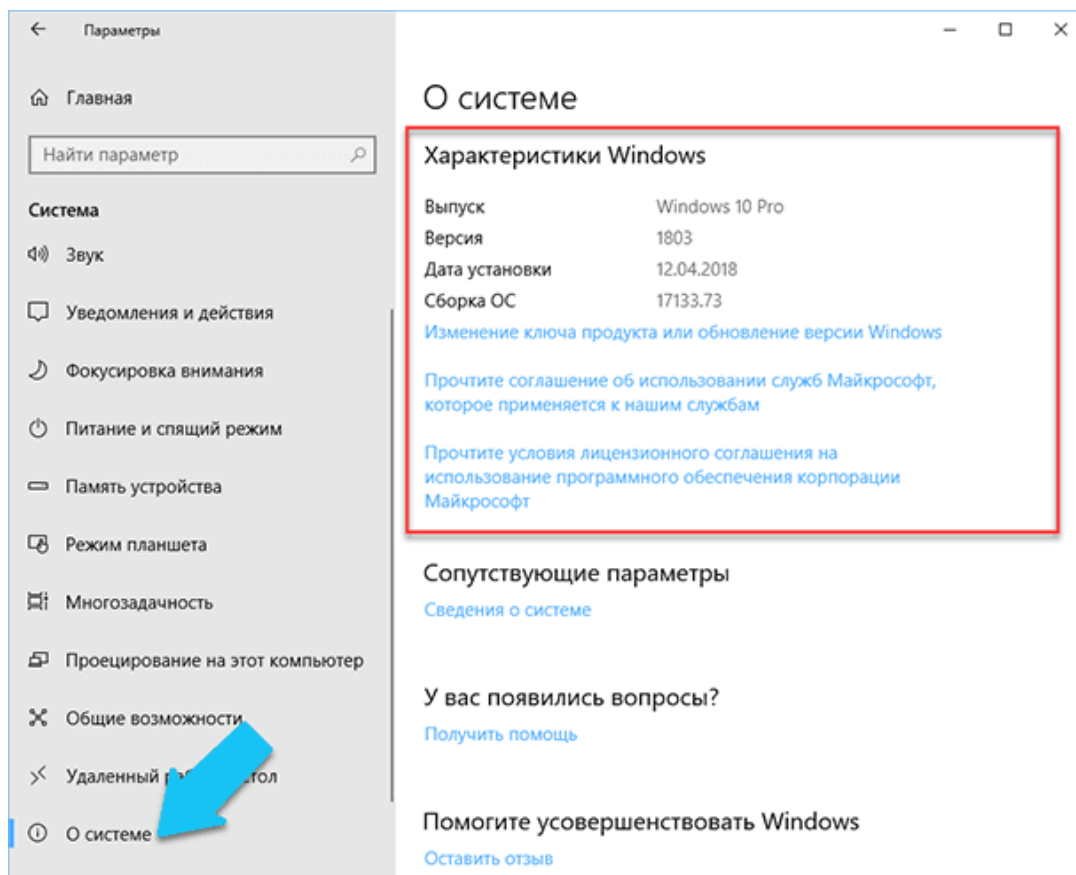 Параметры
Главная
Найти параметр
Система
Звук
Уведомления и действия
Фокусировка внимания
Питание и спящий режим
Память устройства
Режим планшета
Многозадачность
Проецирование на этот компьютер
Общие возможности
Удаленный
О системе
О системе
Характеристики Windows
Выпуск Windows 10 Pro
Версия 1803
Дата установки 12.04.2018
Сборка ОС 17133.73
Изменение ключа продукта или обновление версии Windows
Прочтите соглашение об использовании служб Майкрософт,
которое применяется к нашим службам
Прочтите условия лицензионного соглашения на
использование программного обеспечения корпорации
Майкрософт
Сопутствующие параметры
Сведения о системе
У вас появились вопросы?
Получить помощь
Помогите усовершенствовать Windows
Оставить отзыв